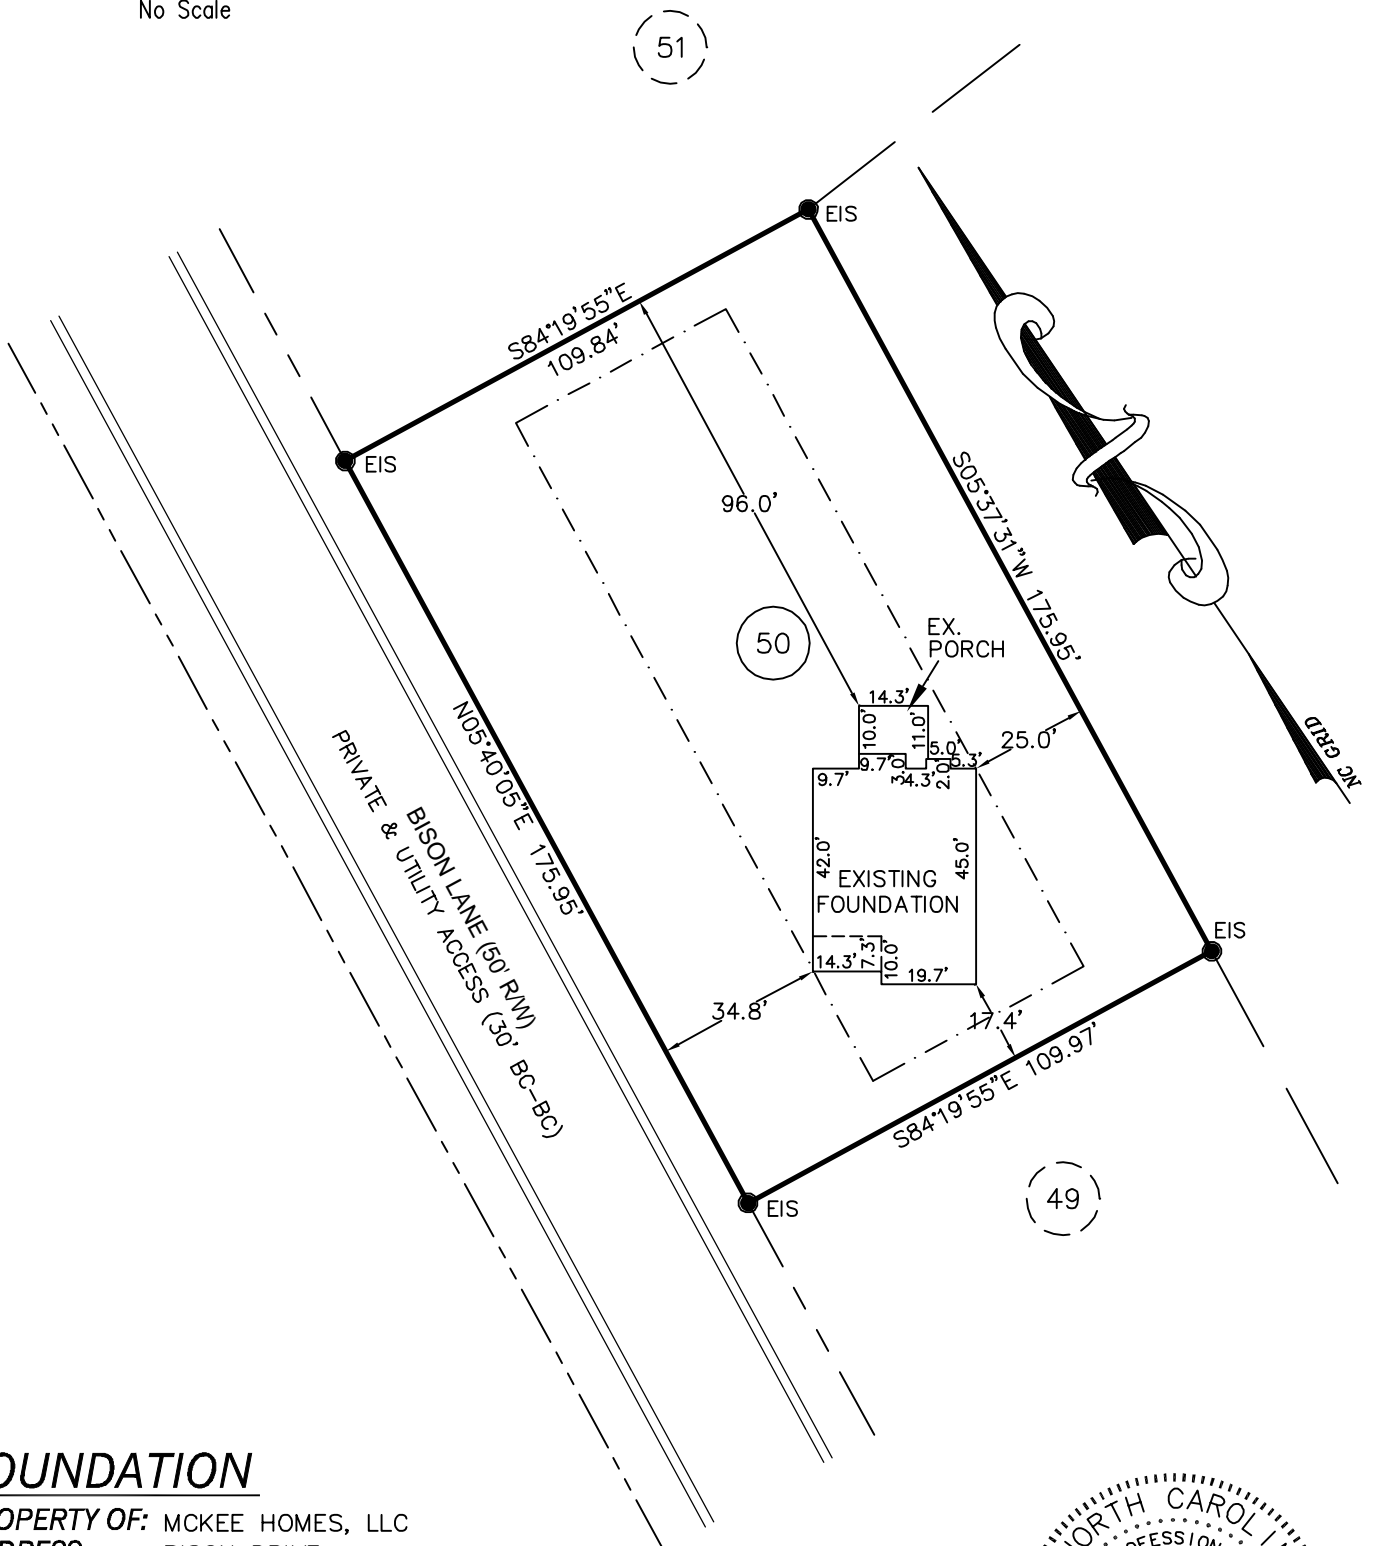 No Scale
51
EIS
S84°19'55"E
109.84'
EIS
96.0'
S05°37'31"W 175.95'
50
EX.
PORCH
14.3'
10.0'
11.0'
25.0'
5.0'
9.7'
3.0'
5.3'
9.7'
4.3'
2.0'
NC GRID
N05°40'05"E 175.95'
PRIVATE & UTILITY ACCESS (30' BC-BC)
BISON LANE (50' R/W)
42.0'
45.0'
EXISTING
FOUNDATION
EIS
14.3'
7.3'
10.0'
19.7'
34.8'
17.4'
S84°19'55"E 109.97'
49
EIS
OUNDATION
OPERTY OF: MCKEE HOMES, LLC
ORTH CAROLI
OFESSION